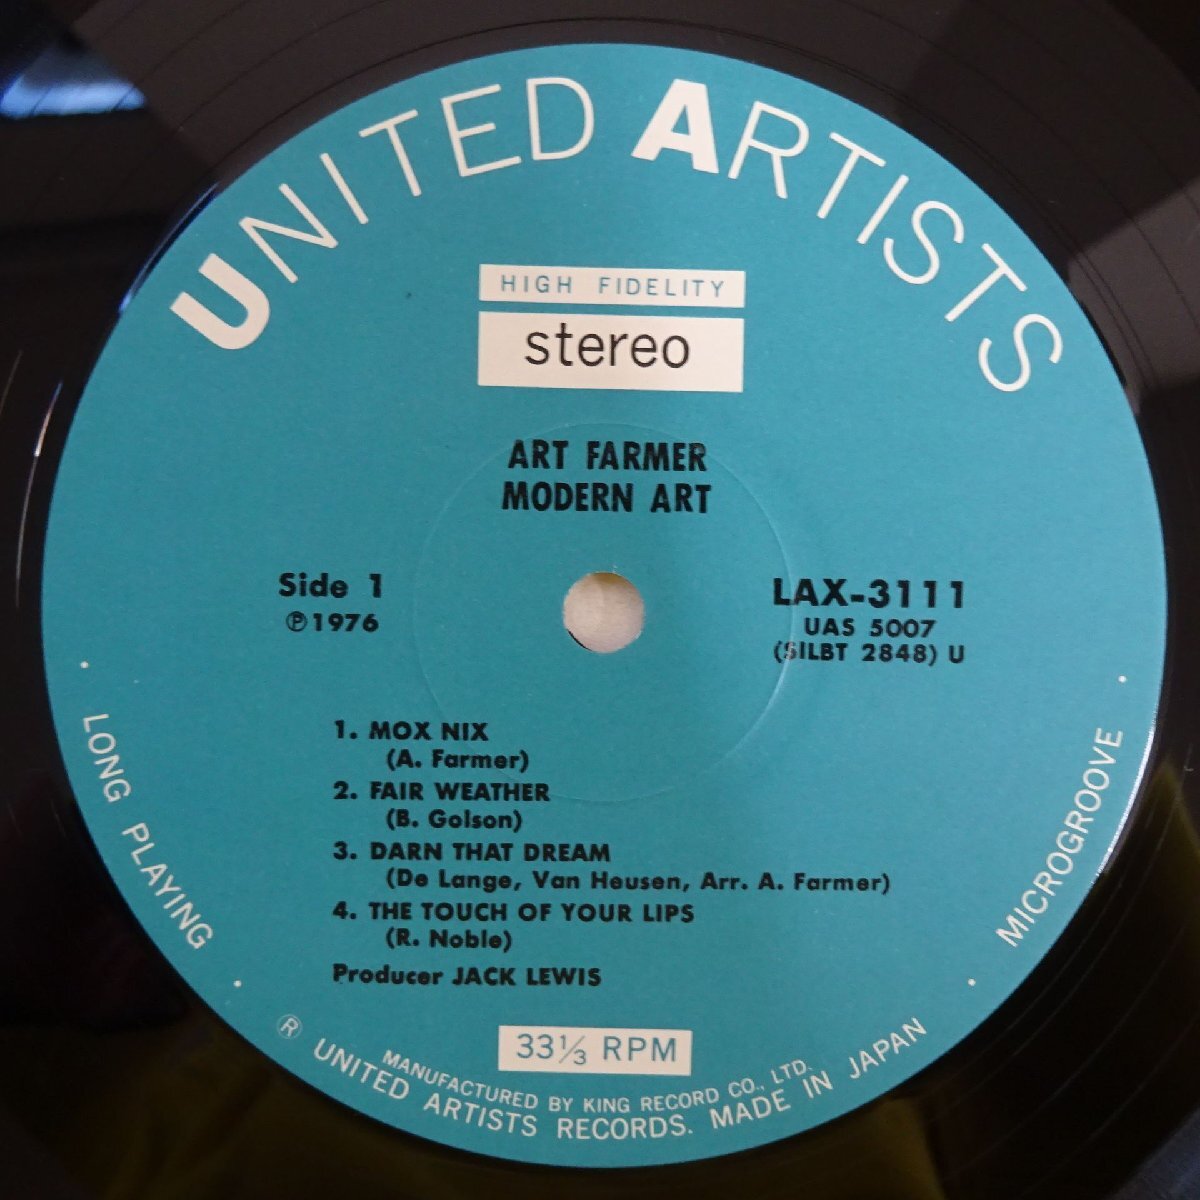 UNITED ARTISTS
HIGH FIDELITY
stereo
ART FARMER
MODERN ART
Side 1
℗1976
LAX-3111
UAS 5007
(SILBT 2848) U
1. MOX NIX
(A. Farmer)
2. FAIR WEATHER
(B. Golson)
3. DARN THAT DREAM
(De Lange, Van Heusen, Arr. A. Farmer)
4. THE TOUCH OF YOUR LIPS
(R. Noble)
Producer JACK LEWIS
33⅓ RPM
· LONG PLAYING ·
· MICROGROOVE ·
MANUFACTURED BY KING RECORD CO., LTD.
® UNITED ARTISTS RECORDS. MADE IN JAPAN